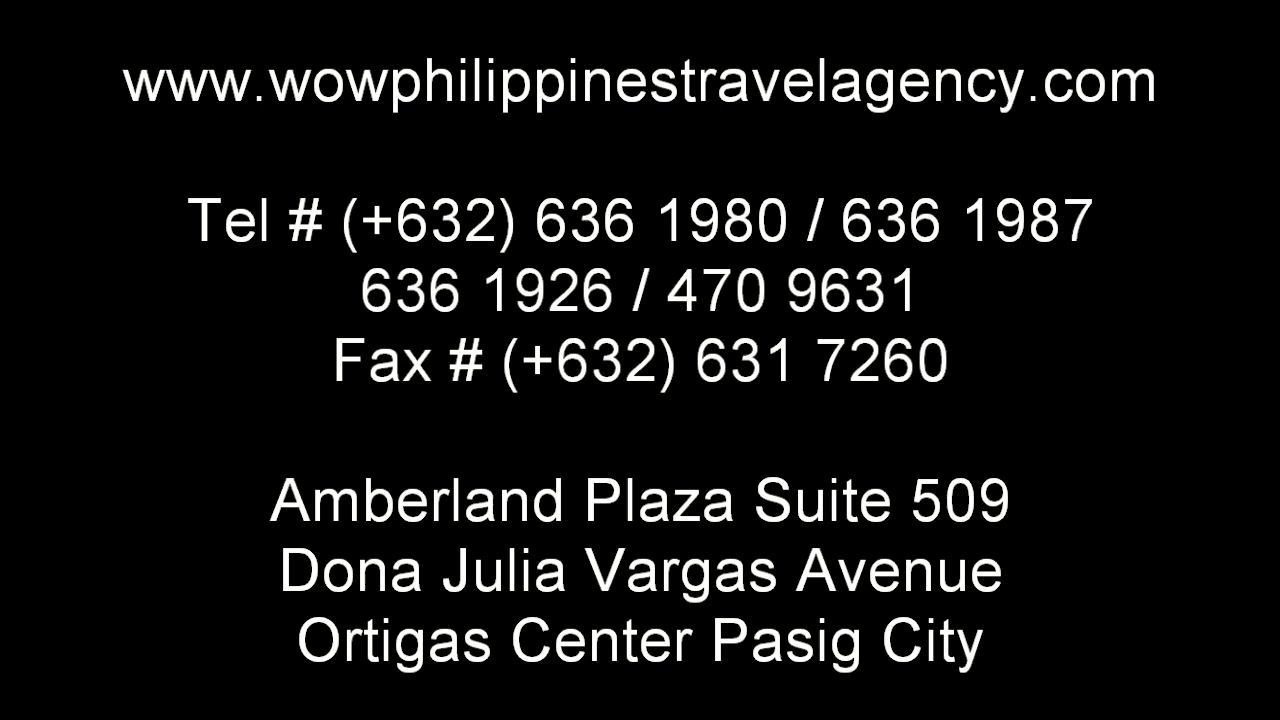 www.wowphilippinestravelagency.com
Tel # (+632) 636 1980 / 636 1987
636 1926 / 470 9631
Fax # (+632) 631 7260
Amberland Plaza Suite 509
Dona Julia Vargas Avenue
Ortigas Center Pasig City